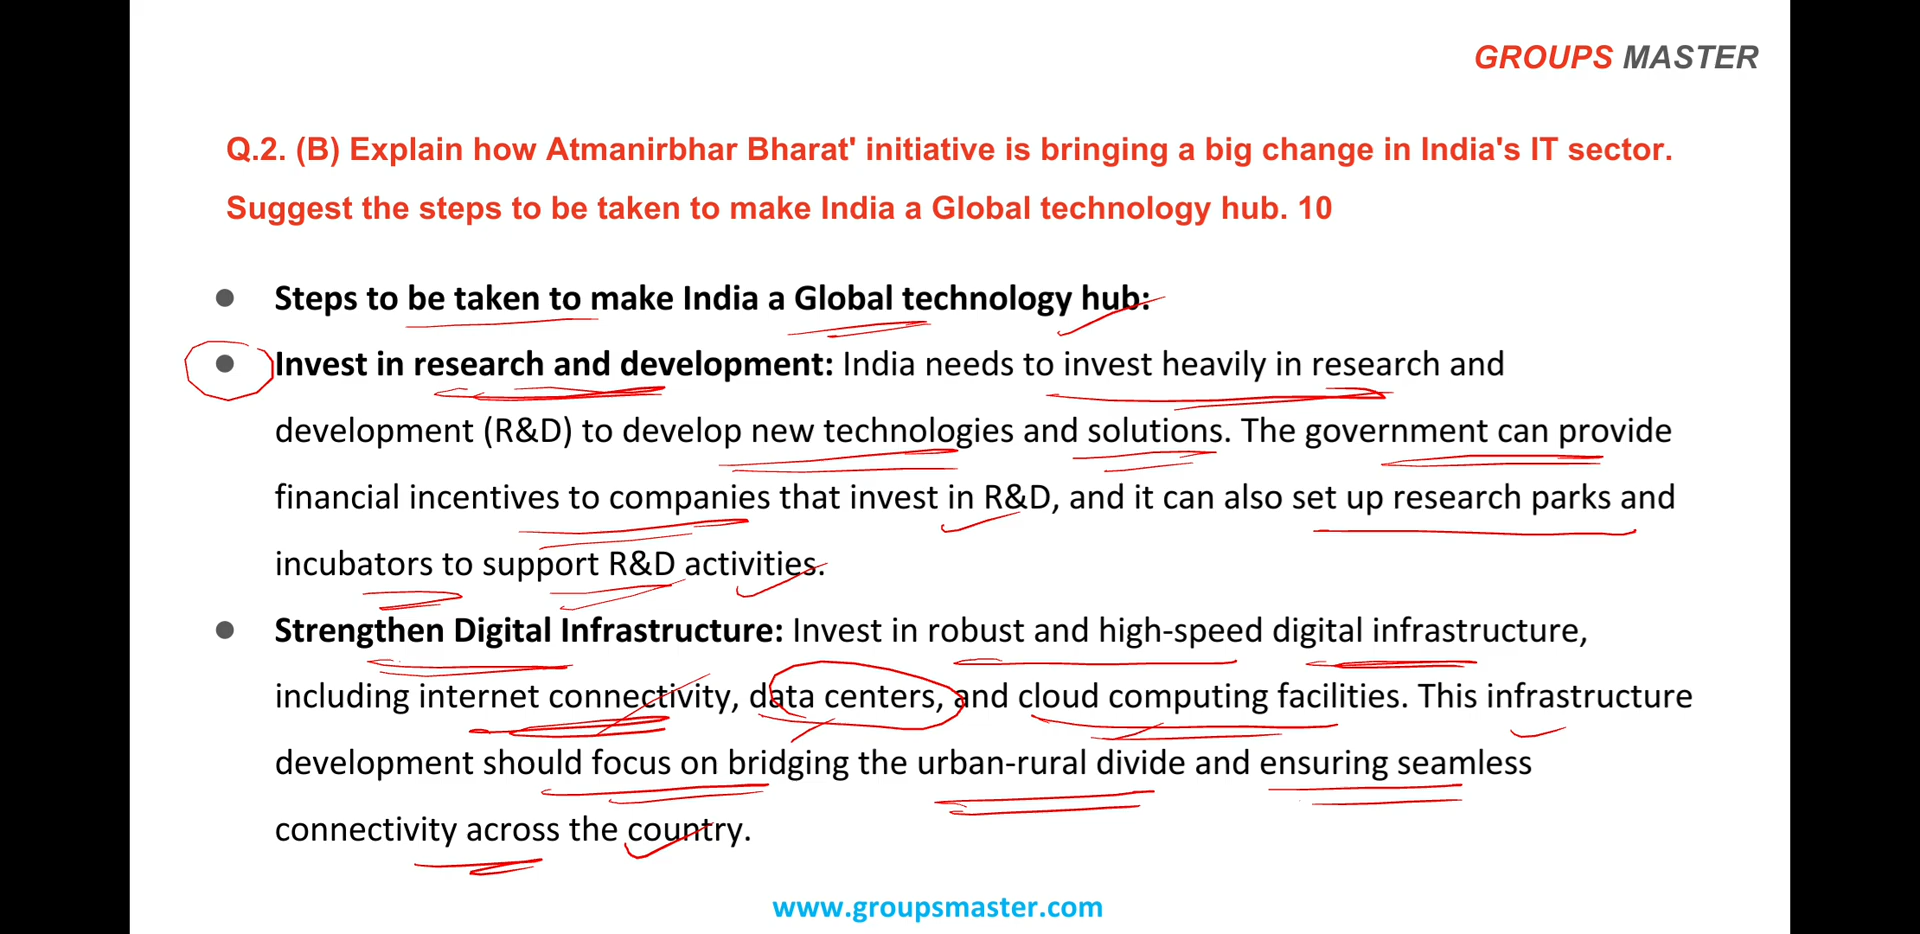 GROUPS MASTER
Q.2. (B) Explain how Atmanirbhar Bharat' initiative is bringing a big change in India's IT sector.
Suggest the steps to be taken to make India a Global technology hub. 10
● Steps to be taken to make India a Global technology hub:
● Invest in research and development: India needs to invest heavily in research and
development (R&D) to develop new technologies and solutions. The government can provide
financial incentives to companies that invest in R&D, and it can also set up research parks and
incubators to support R&D activities.
● Strengthen Digital Infrastructure: Invest in robust and high-speed digital infrastructure,
including internet connectivity, data centers, and cloud computing facilities. This infrastructure
development should focus on bridging the urban-rural divide and ensuring seamless
connectivity across the country.
www.groupsmaster.com